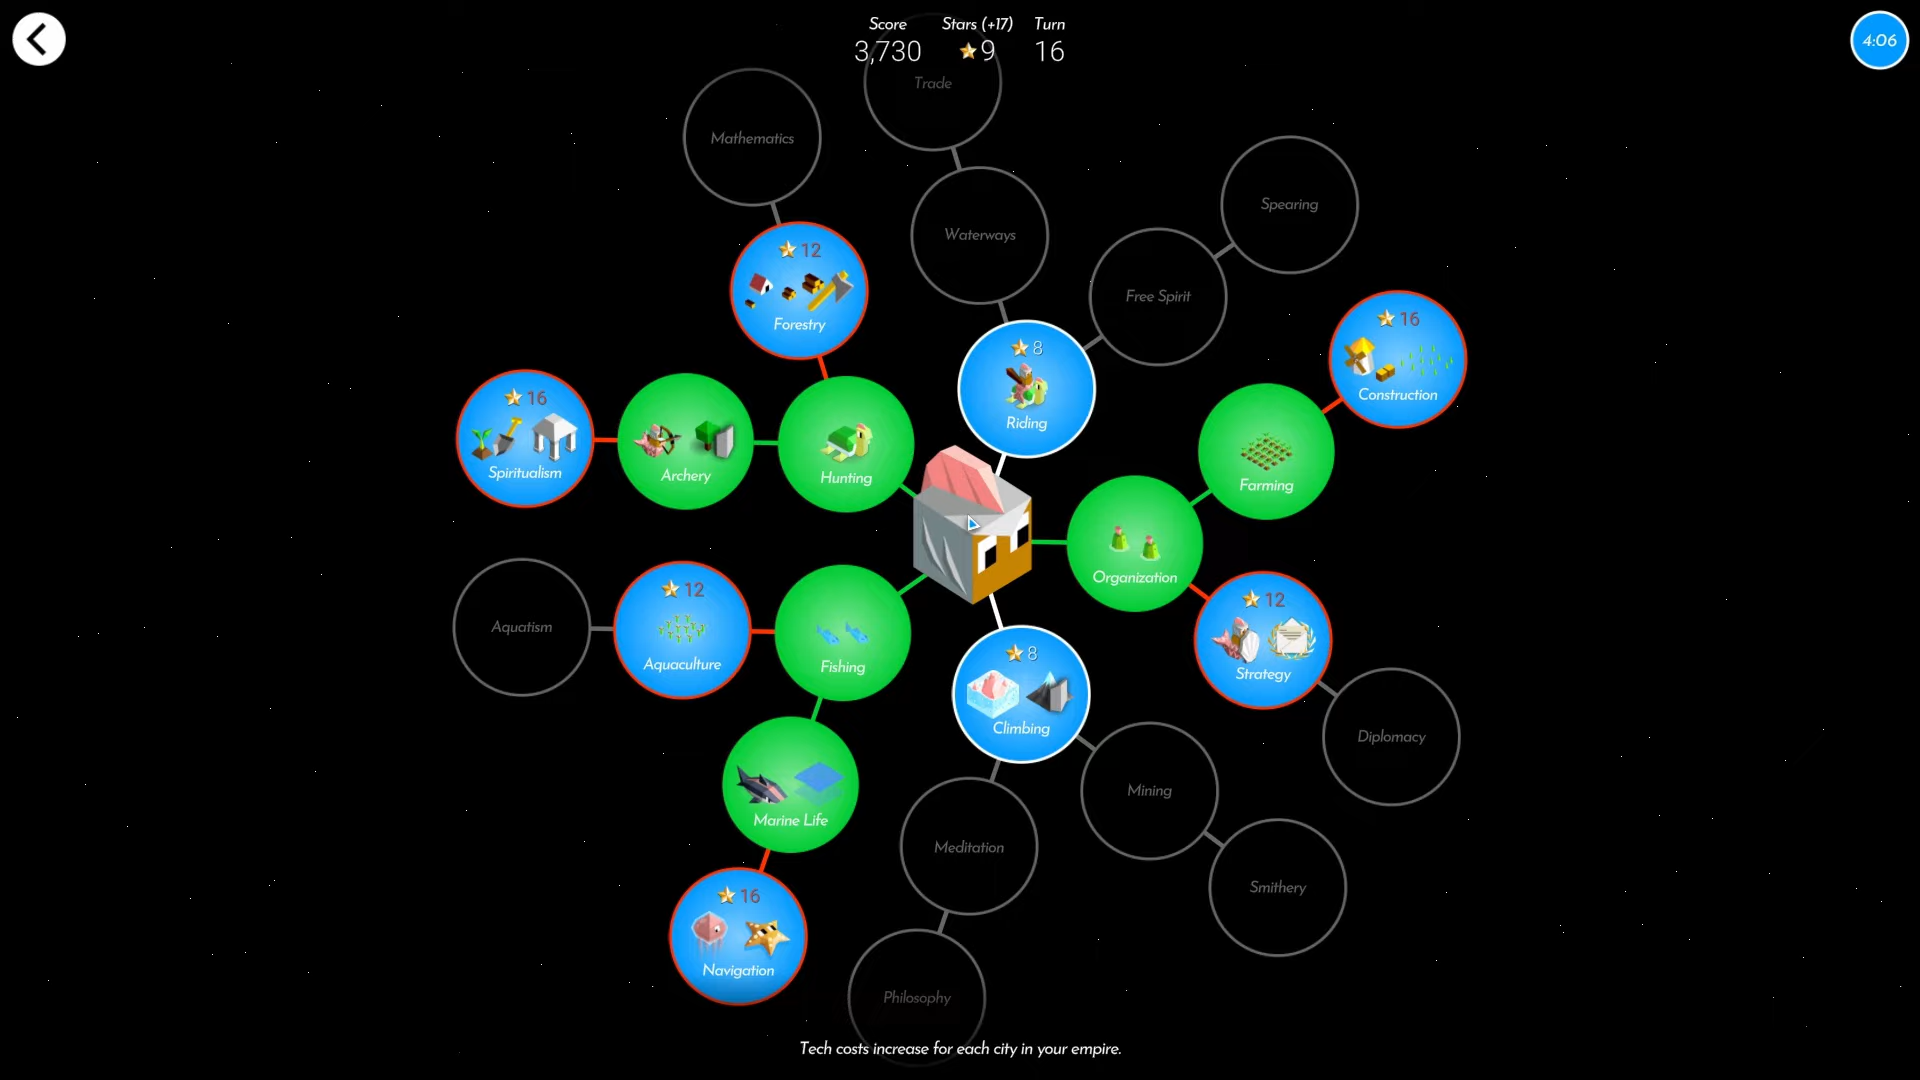 Score
3,730
Stars (+17)
9
Turn
16
4:06
Trade
Mathematics
Waterways
Spearing
Free Spirit
12
Forestry
8
Riding
16
Construction
16
Spiritualism
Archery
Hunting
Farming
Organization
Aquatism
12
Aquaculture
Fishing
12
Strategy
8
Climbing
Diplomacy
Mining
Marine Life
Meditation
Smithery
16
Navigation
Philosophy
Tech costs increase for each city in your empire.